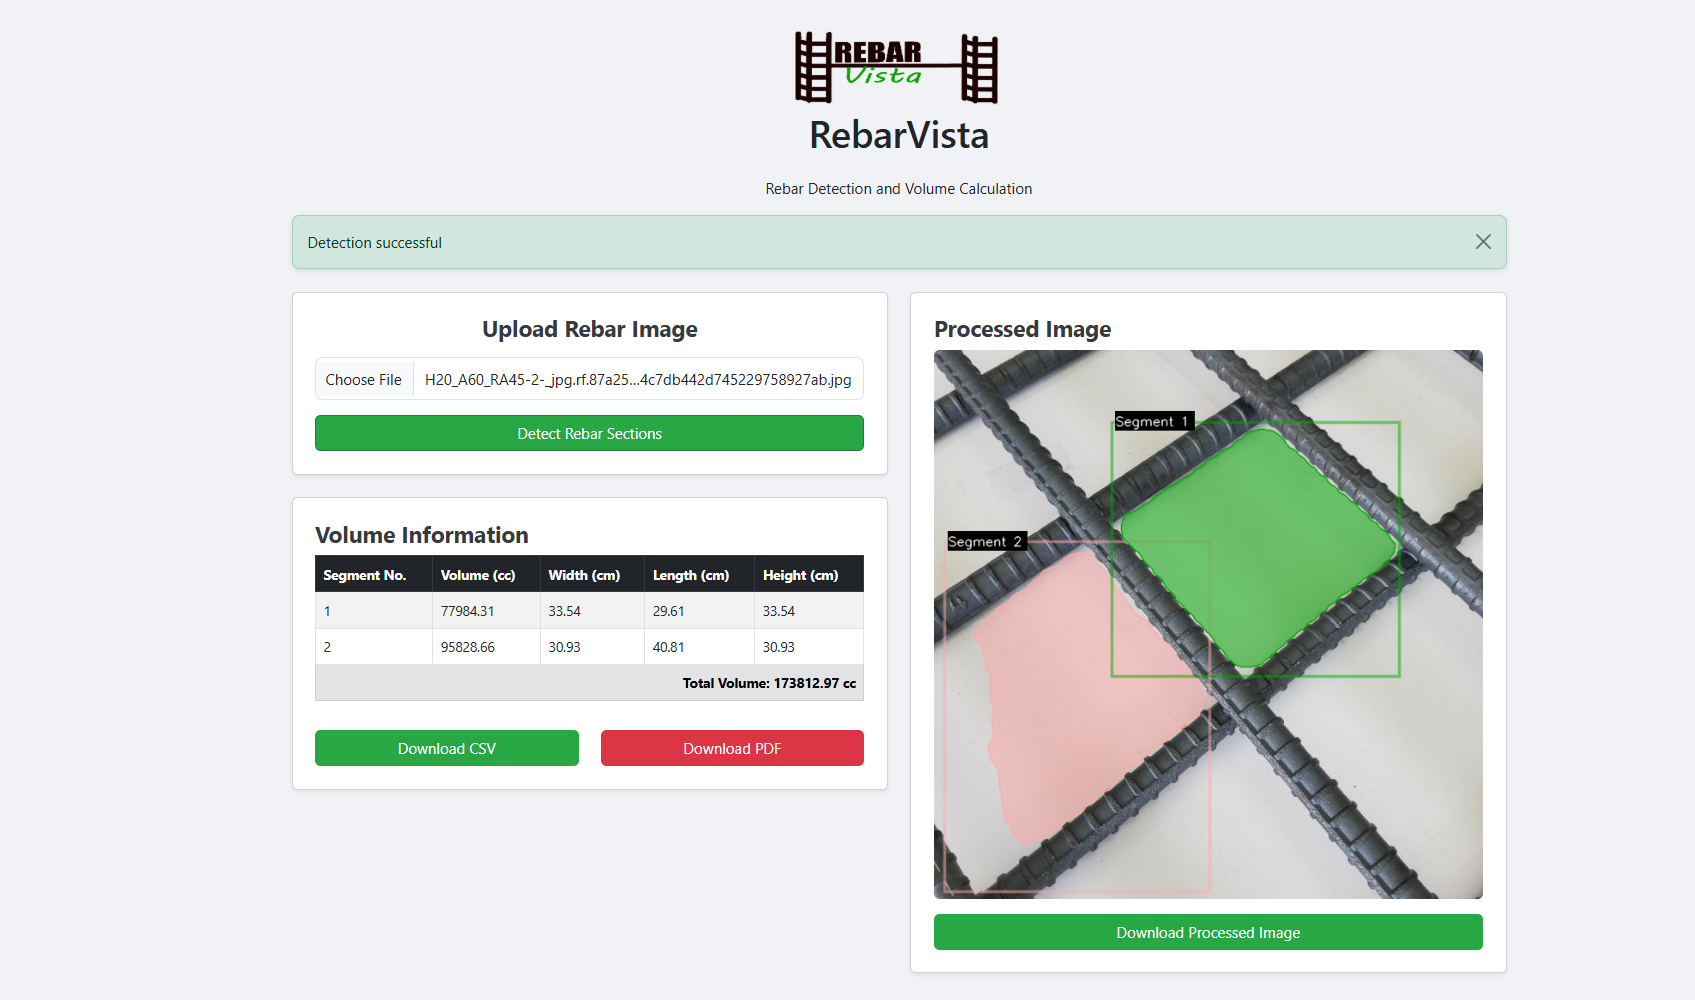 REBAR
Vista
RebarVista
Rebar Detection and Volume Calculation
Detection successful
Upload Rebar Image
Choose File H20_A60_RA45-2-_jpg.rf.87a25...4c7db442d745229758927ab.jpg
Detect Rebar Sections
Volume Information
Segment No. Volume (cc) Width (cm) Length (cm) Height (cm)
1 77984.31 33.54 29.61 33.54
2 95828.66 30.93 40.81 30.93
Total Volume: 173812.97 cc
Download CSV Download PDF
Processed Image
Segment 1
Segment 2
Download Processed Image